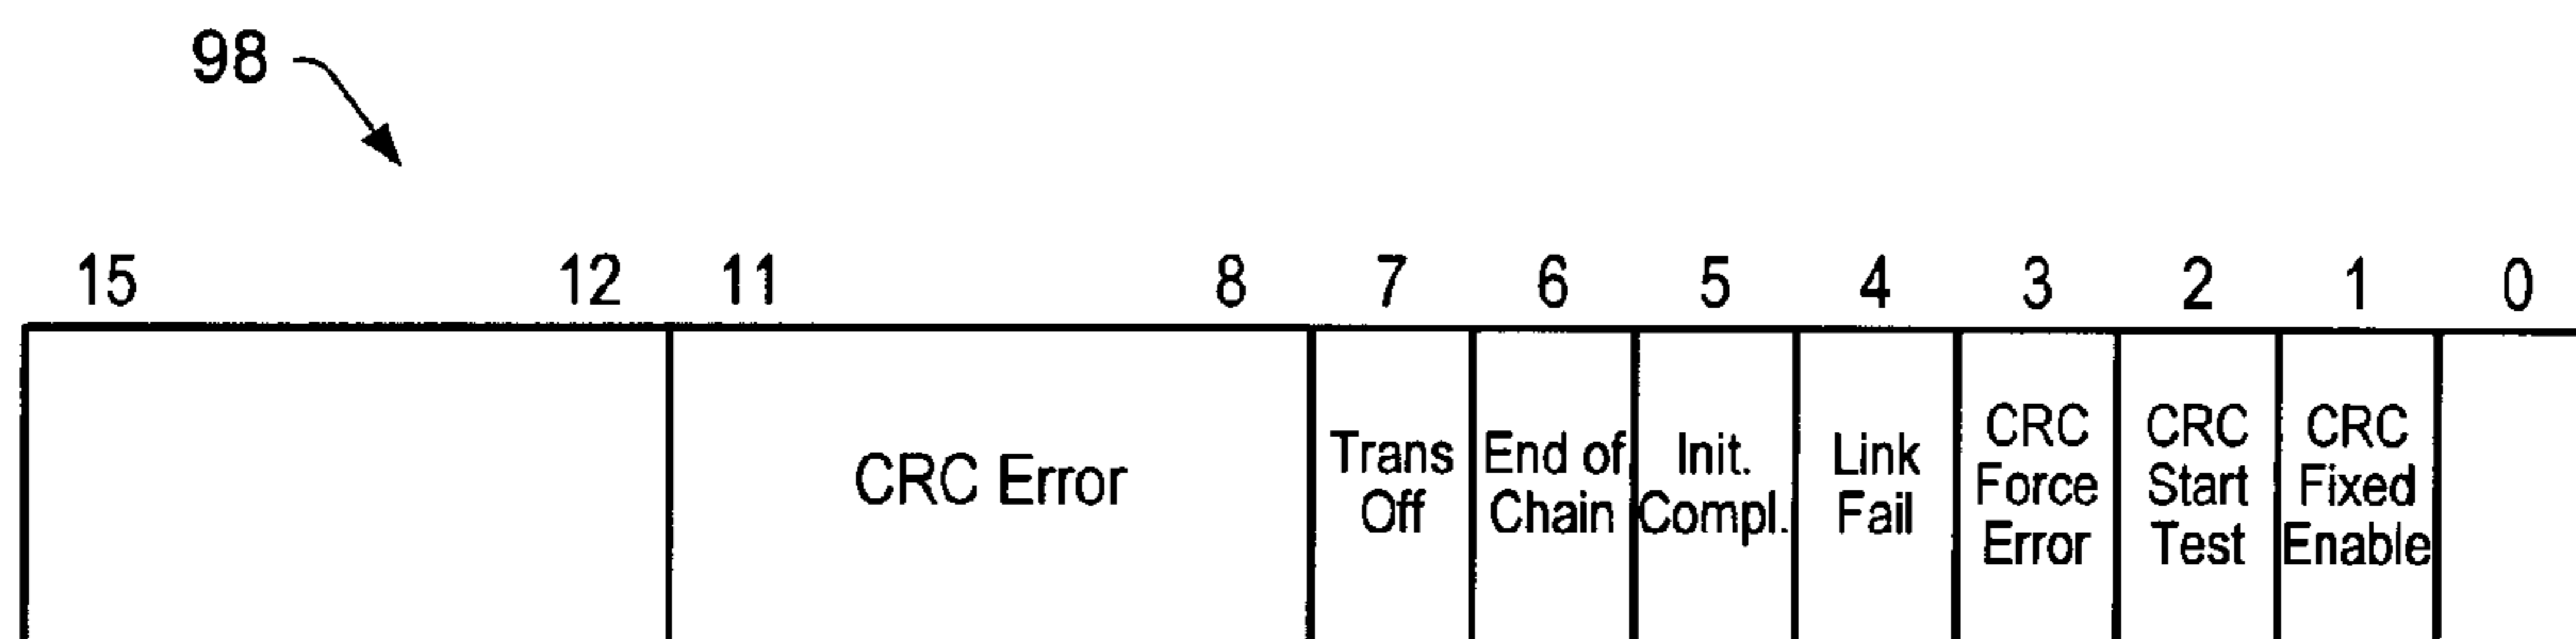 98
15 12 11 8 7 6 5 4 3 2 1 0
CRC Error
Trans
Off
End of
Chain
Init.
Compl.
Link
Fail
CRC
Force
Error
CRC
Start
Test
CRC
Fixed
Enable